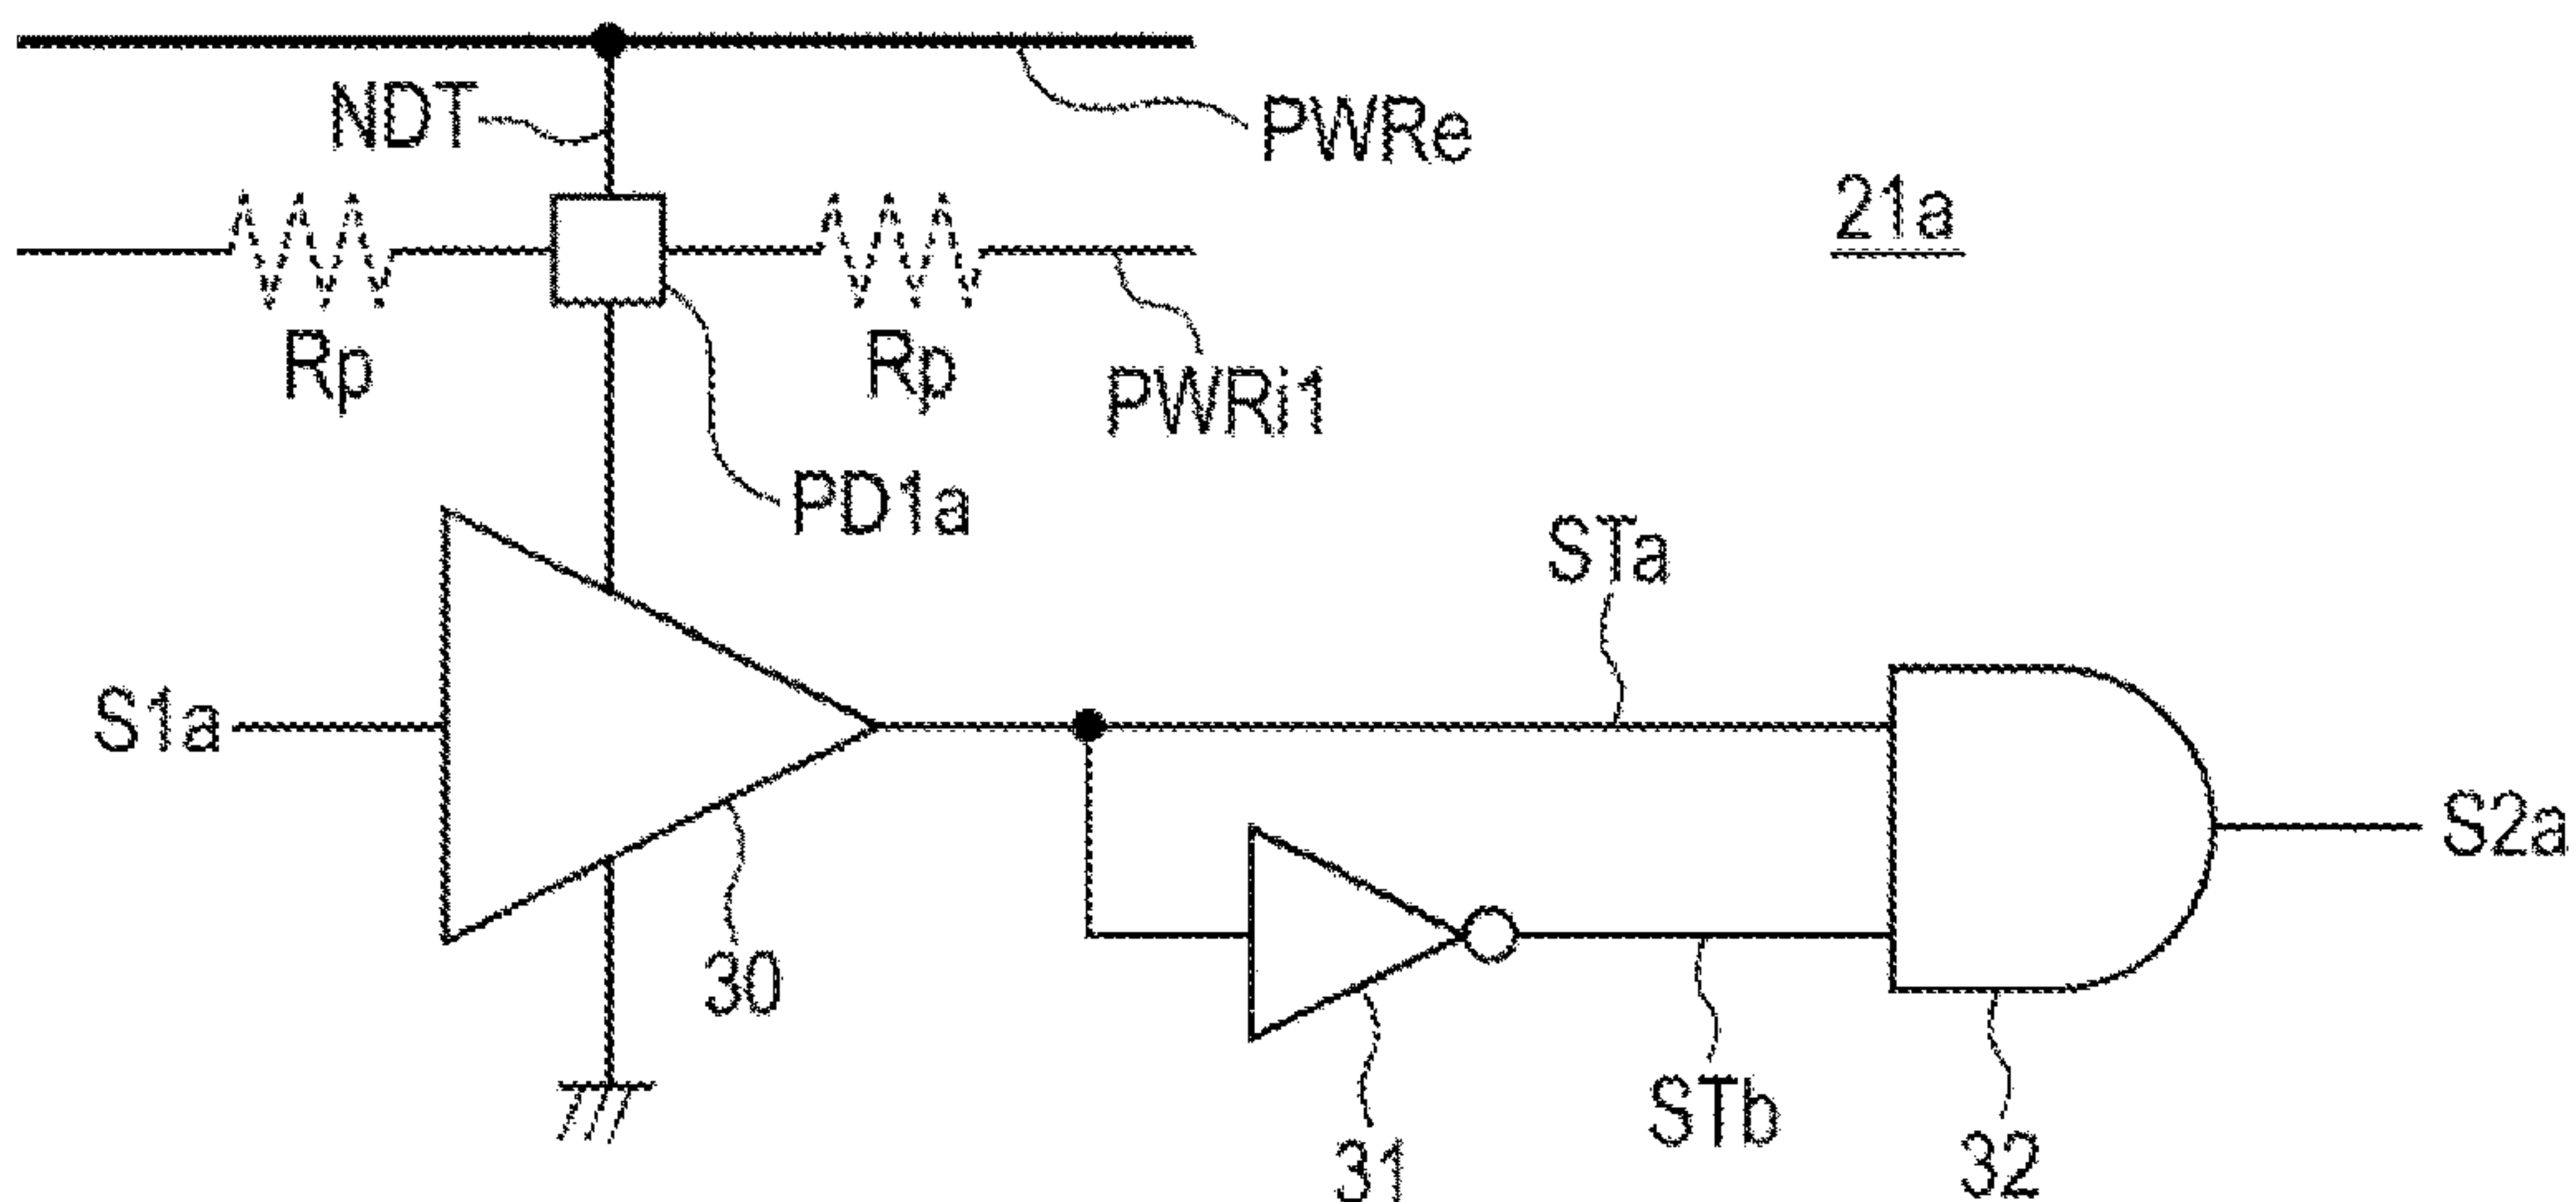 NDT
PWRe
21a
Rp
Rp
PWRi1
PD1a
STa
S1a
S2a
30
STb
31
32